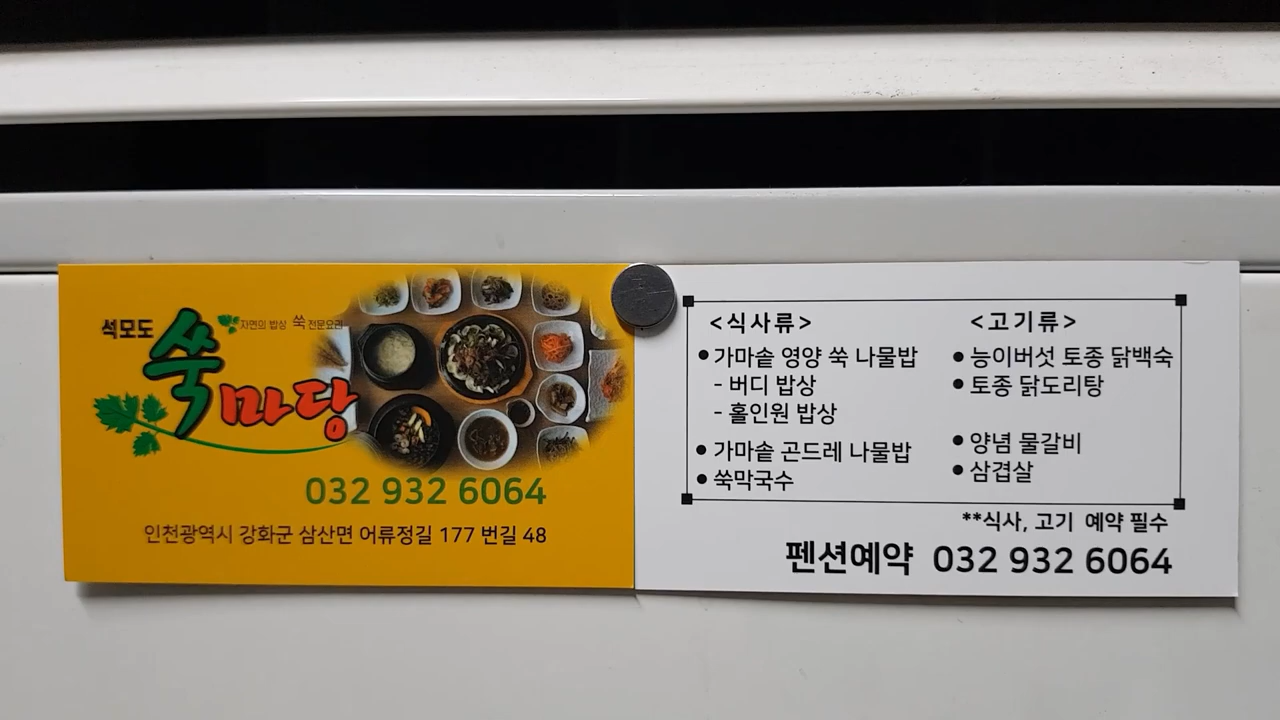 석모도
쑥마당
자연의 밥상 쑥 전문요리
032 932 6064
인천광역시 강화군 삼산면 어류정길 177 번길 48
<식사류>
● 가마솥 영양 쑥 나물밥
- 버디 밥상
- 홀인원 밥상
● 가마솥 곤드레 나물밥
● 쑥막국수
<고기류>
● 능이버섯 토종 닭백숙
● 토종 닭도리탕
● 양념 물갈비
● 삼겹살
**식사, 고기 예약 필수
펜션예약 032 932 6064